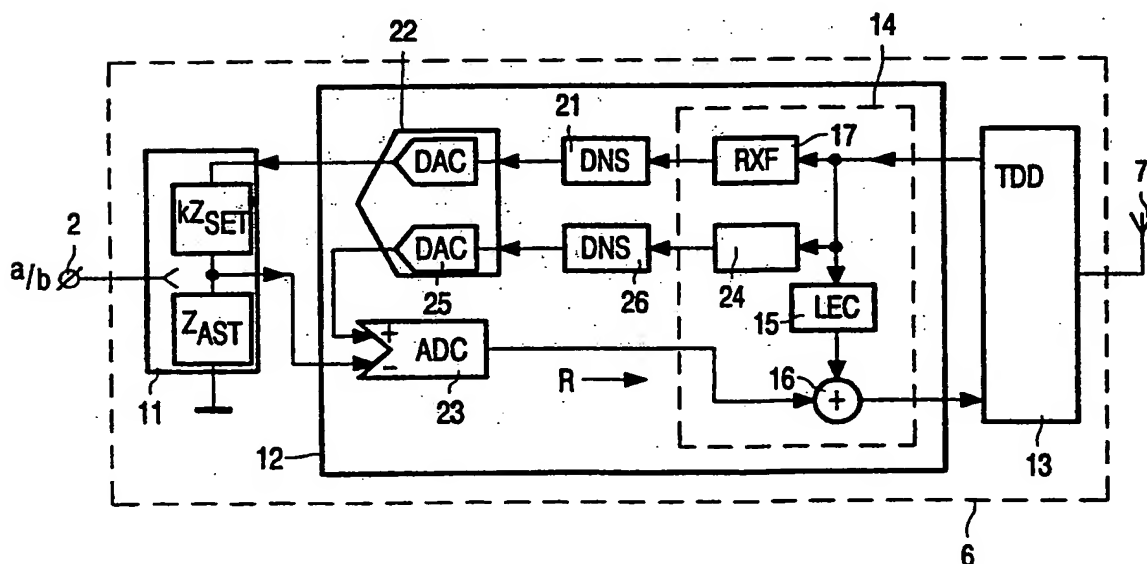 22
14
21
17
DAC
DNS
RXF
TDD
7
2
a/b
kZSET
DAC
25
DNS
26
24
ZAST
15
LEC
+
-
ADC
23
R
16
+
11
12
13
6